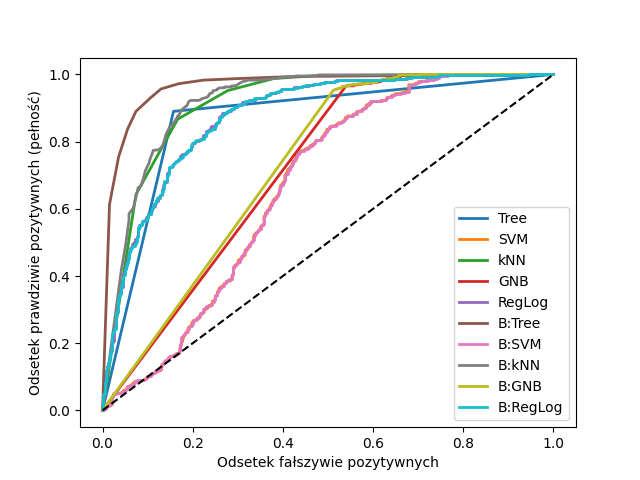 1.0
0.8
0.6
0.4
0.2
0.0
Odsetek prawdziwie pozytywnych (pełność)
0.0 0.2 0.4 0.6 0.8 1.0
Odsetek fałszywie pozytywnych
Tree
SVM
kNN
GNB
RegLog
B:Tree
B:SVM
B:kNN
B:GNB
B:RegLog